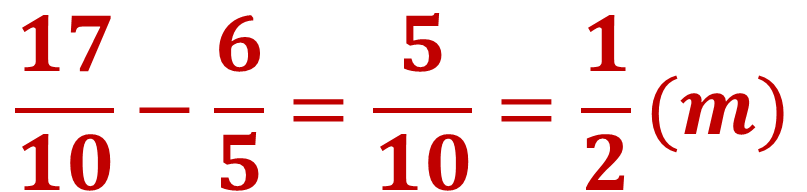 17/10 − 6/5 = 5/10 = 1/2 (m)